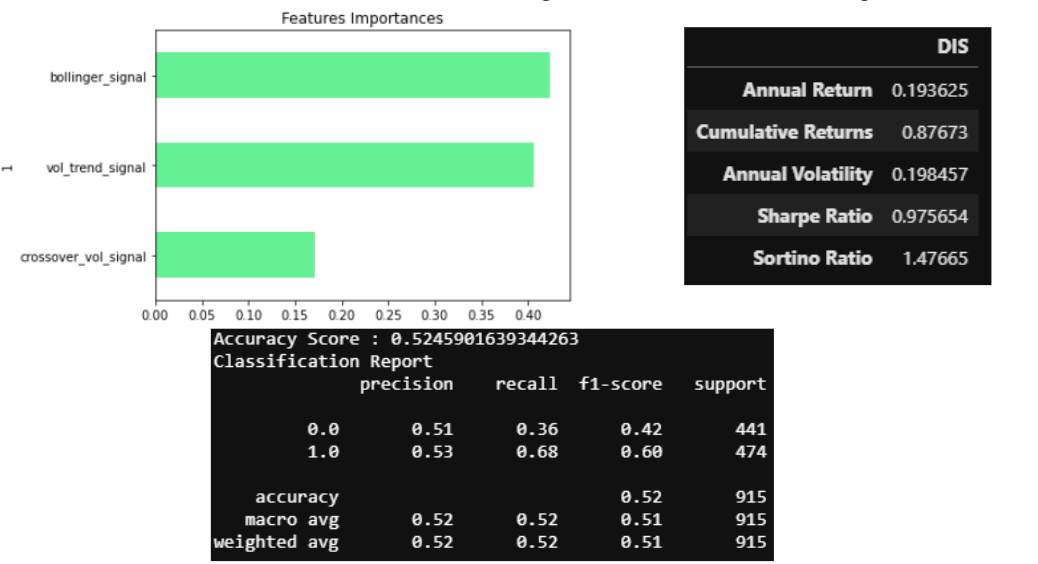 Features Importances
bollinger_signal
vol_trend_signal
crossover_vol_signal
1
0.00 0.05 0.10 0.15 0.20 0.25 0.30 0.35 0.40
DIS
Annual Return 0.193625
Cumulative Returns 0.87673
Annual Volatility 0.198457
Sharpe Ratio 0.975654
Sortino Ratio 1.47665
Accuracy Score : 0.5245901639344263
Classification Report
precision recall f1-score support
0.0 0.51 0.36 0.42 441
1.0 0.53 0.68 0.60 474
accuracy 0.52 915
macro avg 0.52 0.52 0.51 915
weighted avg 0.52 0.52 0.51 915